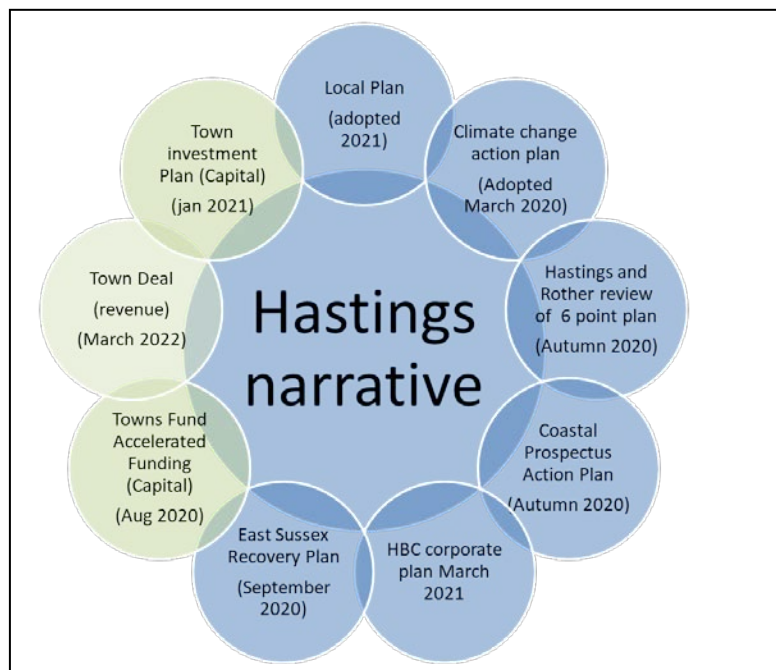 Local Plan
(adopted
2021)
Climate change
action plan
(Adopted
March 2020)
Hastings and
Rother review
of 6 point plan
(Autumn 2020)
Coastal
Prospectus
Action Plan
(Autumn 2020)
HBC corporate
plan March
2021
East Sussex
Recovery Plan
(September
2020)
Towns Fund
Accelerated
Funding
(Capital)
(Aug 2020)
Town Deal
(revenue)
(March 2022)
Town
investment
Plan (Capital)
(jan 2021)
Hastings
narrative